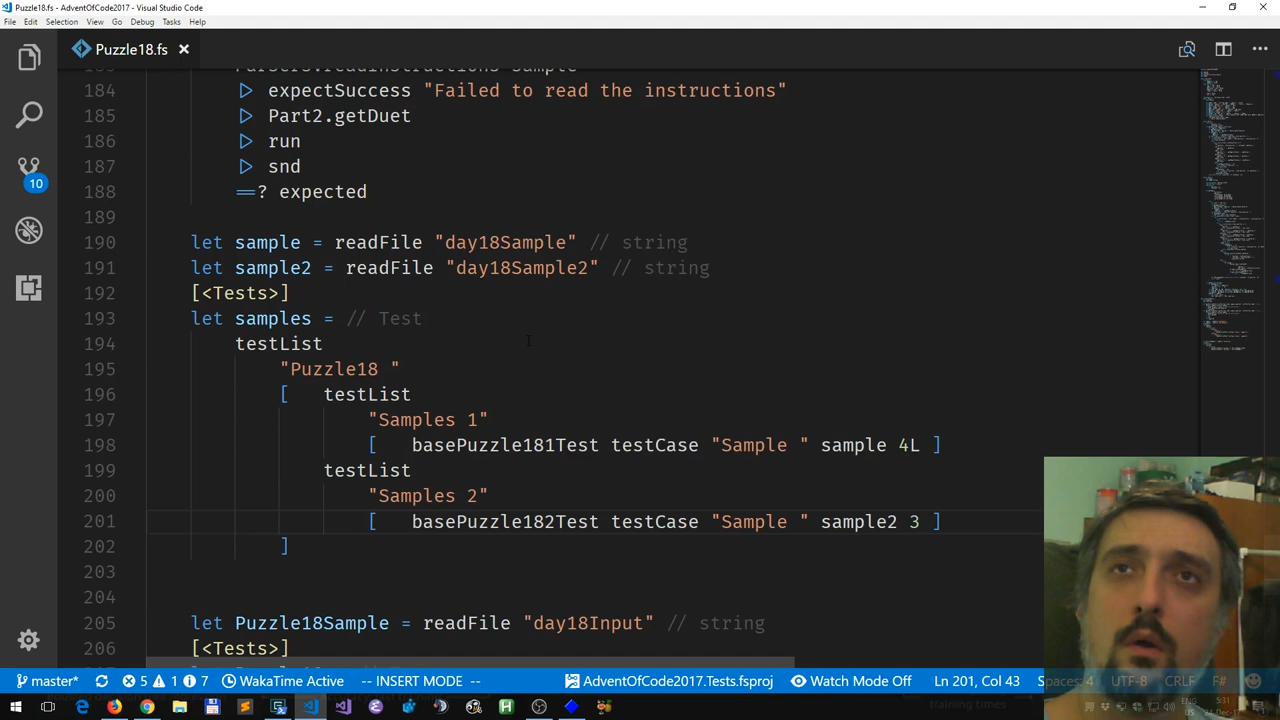 Puzzle18.fs - AdventOfCode2017 - Visual Studio Code
File Edit Selection View Go Debug Tasks Help
Puzzle18.fs
184 ▷ expectSuccess "Failed to read the instructions"
185 ▷ Part2.getDuet
186 ▷ run
187 ▷ snd
188 ==? expected
189
190 let sample = readFile "day18Sample" // string
191 let sample2 = readFile "day18Sample2" // string
192 [<Tests>]
193 let samples = // Test
194 testList
195 "Puzzle18 "
196 [ testList
197 "Samples 1"
198 [ basePuzzle181Test testCase "Sample " sample 4L ]
199 testList
200 "Samples 2"
201 [ basePuzzle182Test testCase "Sample " sample2 3 ]
202 ]
203
204
205 let Puzzle18Sample = readFile "day18Input" // string
206 [<Tests>]
10
master* 5 1 7 WakaTime Active -- INSERT MODE -- AdventOfCode2017.Tests.fsproj Watch Mode Off Ln 201, Col 43 Spaces: 4 UTF-8 CRLF F#
ENG 5:31